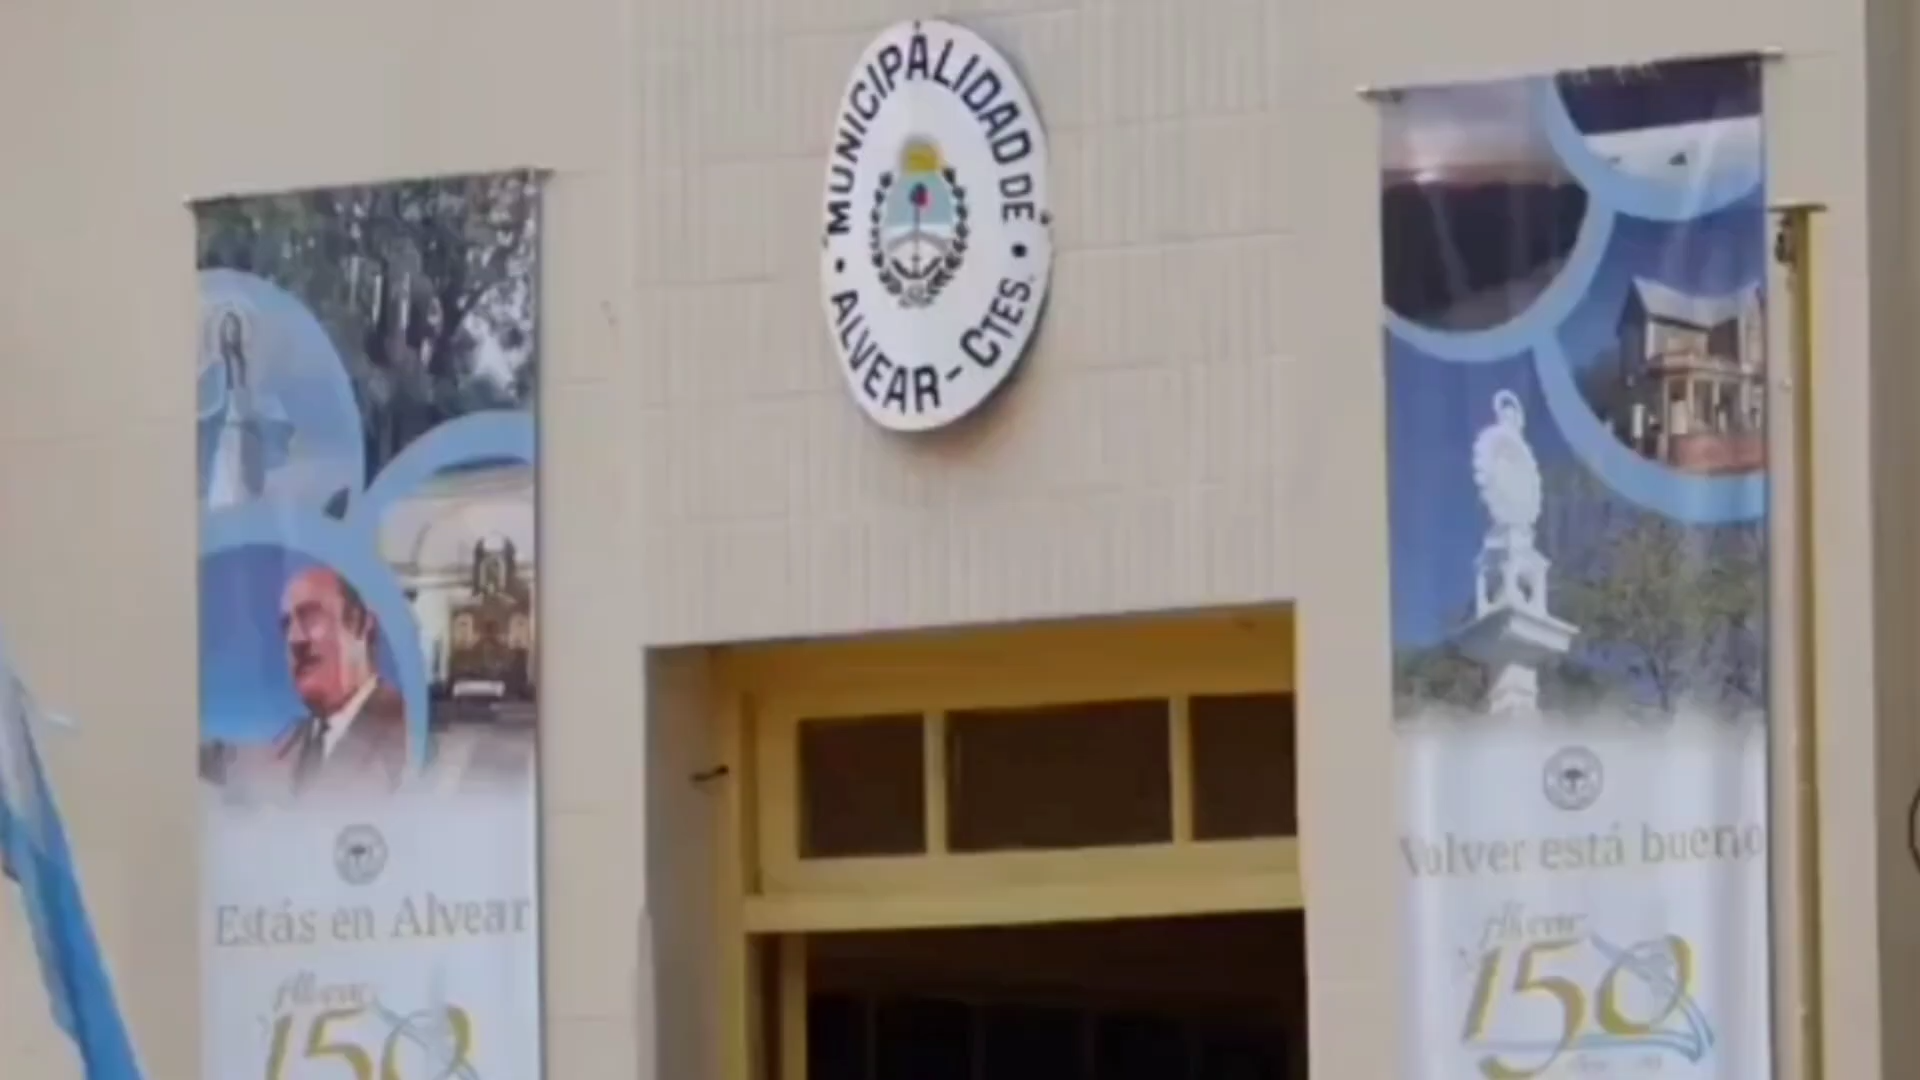 MUNICIPALIDAD DE
ALVEAR - CTES.
Estás en Alvear
Alvear
150
Volver está bueno
Alvear
150